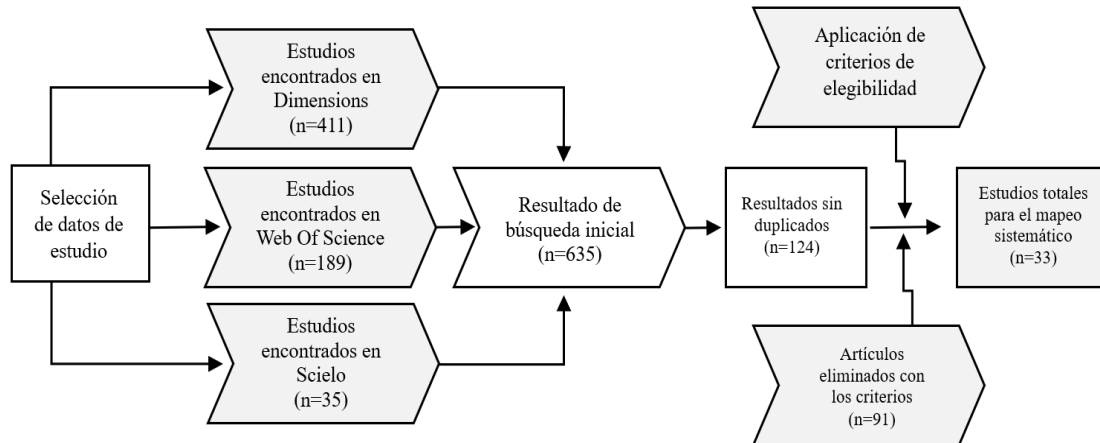 Selección
de datos de
estudio
Estudios
encontrados en
Dimensions
(n=411)
Estudios
encontrados en
Web Of Science
(n=189)
Estudios
encontrados en
Scielo
(n=35)
Resultado de
búsqueda inicial
(n=635)
Resultados sin
duplicados
(n=124)
Aplicación de
criterios de
elegibilidad
Artículos
eliminados con
los criterios
(n=91)
Estudios totales
para el mapeo
sistemático
(n=33)